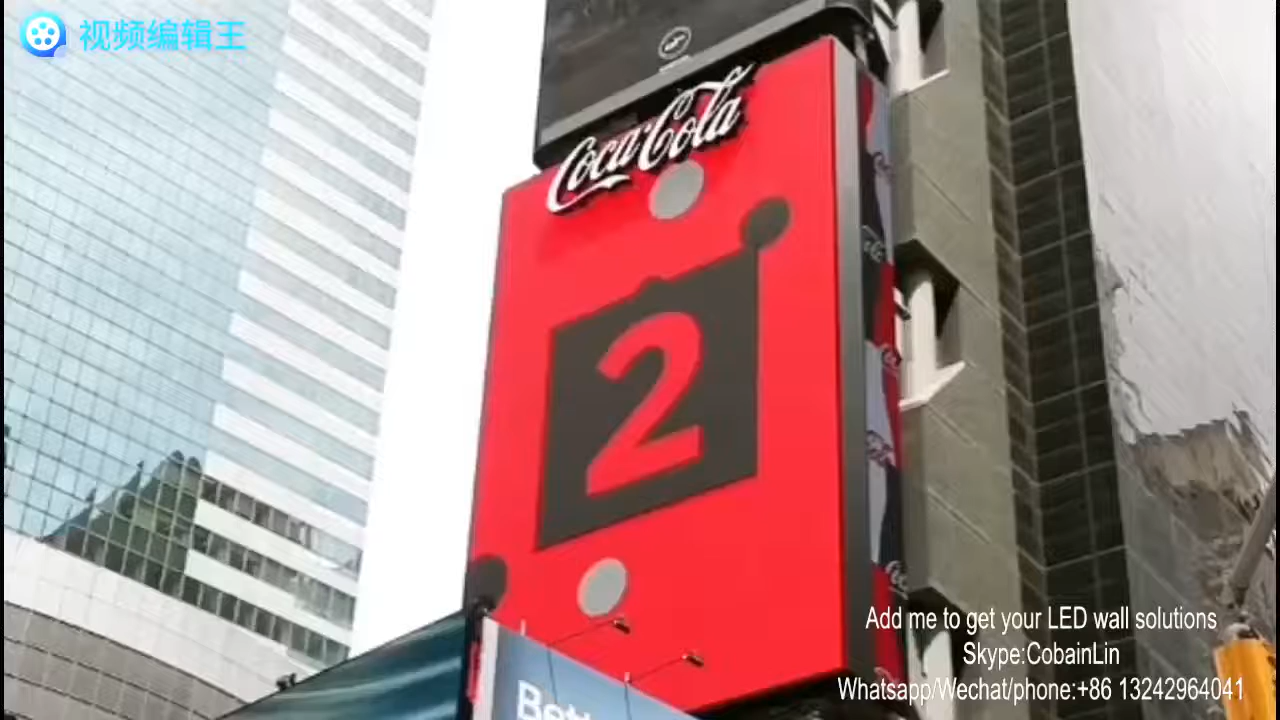 视频编辑王
Coca-Cola
2
Add me to get your LED wall solutions
Skype:CobainLin
Whatsapp/Wechat/phone:+86 13242964041